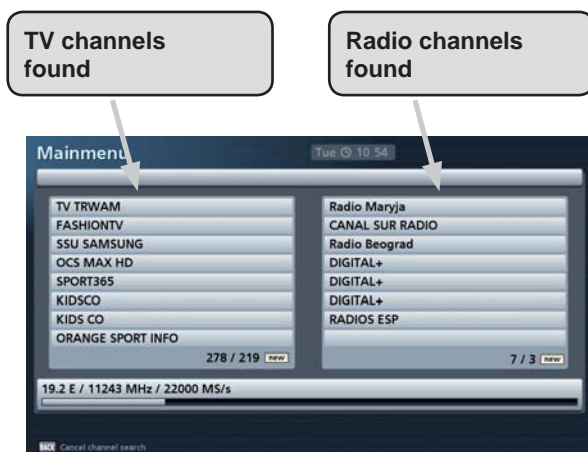 TV channels
found
Radio channels
found
Mainmenu
Tue 10 54
TV TRWAM
FASHIONTV
SSU SAMSUNG
OCS MAX HD
SPORT365
KIDSCO
KIDS CO
ORANGE SPORT INFO
278 / 219 new
Radio Maryja
CANAL SUR RADIO
Radio Beograd
DIGITAL+
DIGITAL+
DIGITAL+
RADIOS ESP
7 / 3 new
19.2 E / 11243 MHz / 22000 MS/s
BACK Cancel channel search